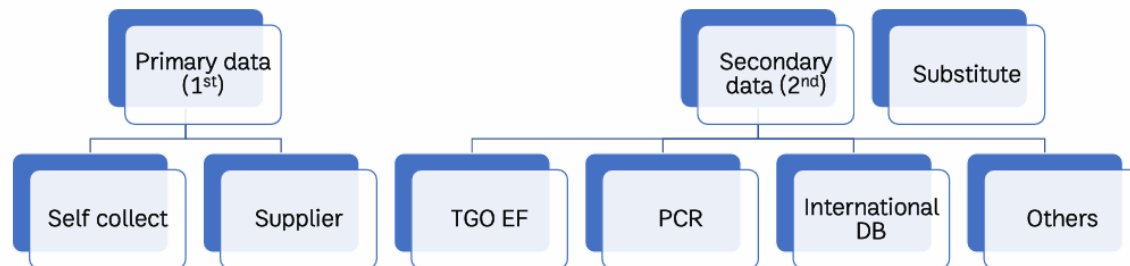 Primary data
(1st)
Secondary
data (2nd)
Substitute
Self collect
Supplier
TGO EF
PCR
International
DB
Others